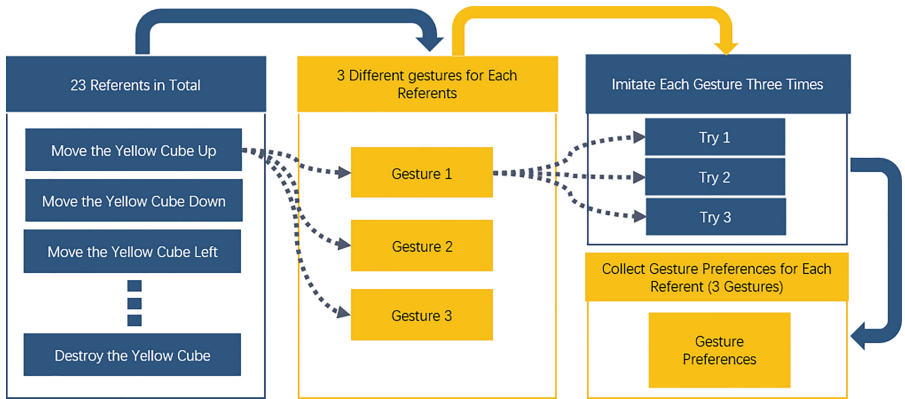 23 Referents in Total
Move the Yellow Cube Up
Move the Yellow Cube Down
Move the Yellow Cube Left
Destroy the Yellow Cube
3 Different gestures for Each
Referents
Gesture 1
Gesture 2
Gesture 3
Imitate Each Gesture Three Times
Try 1
Try 2
Try 3
Collect Gesture Preferences for Each
Referent (3 Gestures)
Gesture
Preferences